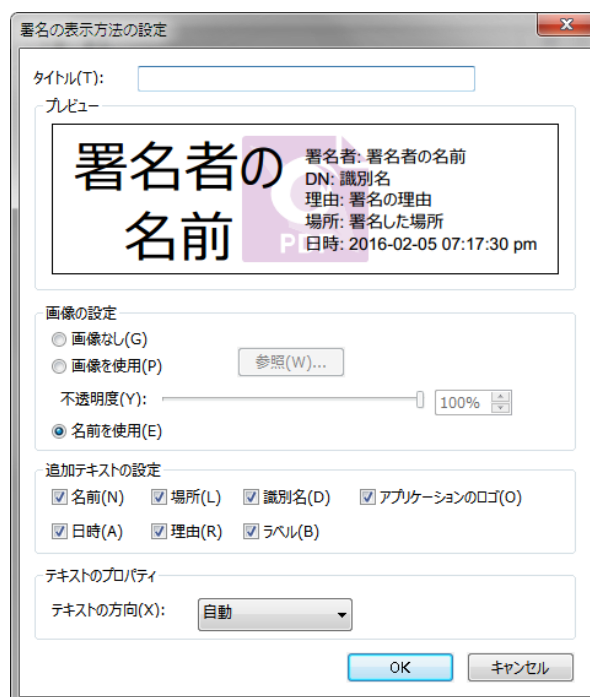 署名の表示方法の設定
タイトル(T):
プレビュー
署名者の
名前
PDF
署名者: 署名者の名前
DN: 識別名
理由: 署名の理由
場所: 署名した場所
日時: 2016-02-05 07:17:30 pm
画像の設定
画像なし(G)
画像を使用(P) 参照(W)...
不透明度(Y): 100%
名前を使用(E)
追加テキストの設定
名前(N) 場所(L) 識別名(D) アプリケーションのロゴ(O)
日時(A) 理由(R) ラベル(B)
テキストのプロパティ
テキストの方向(X): 自動
OK キャンセル